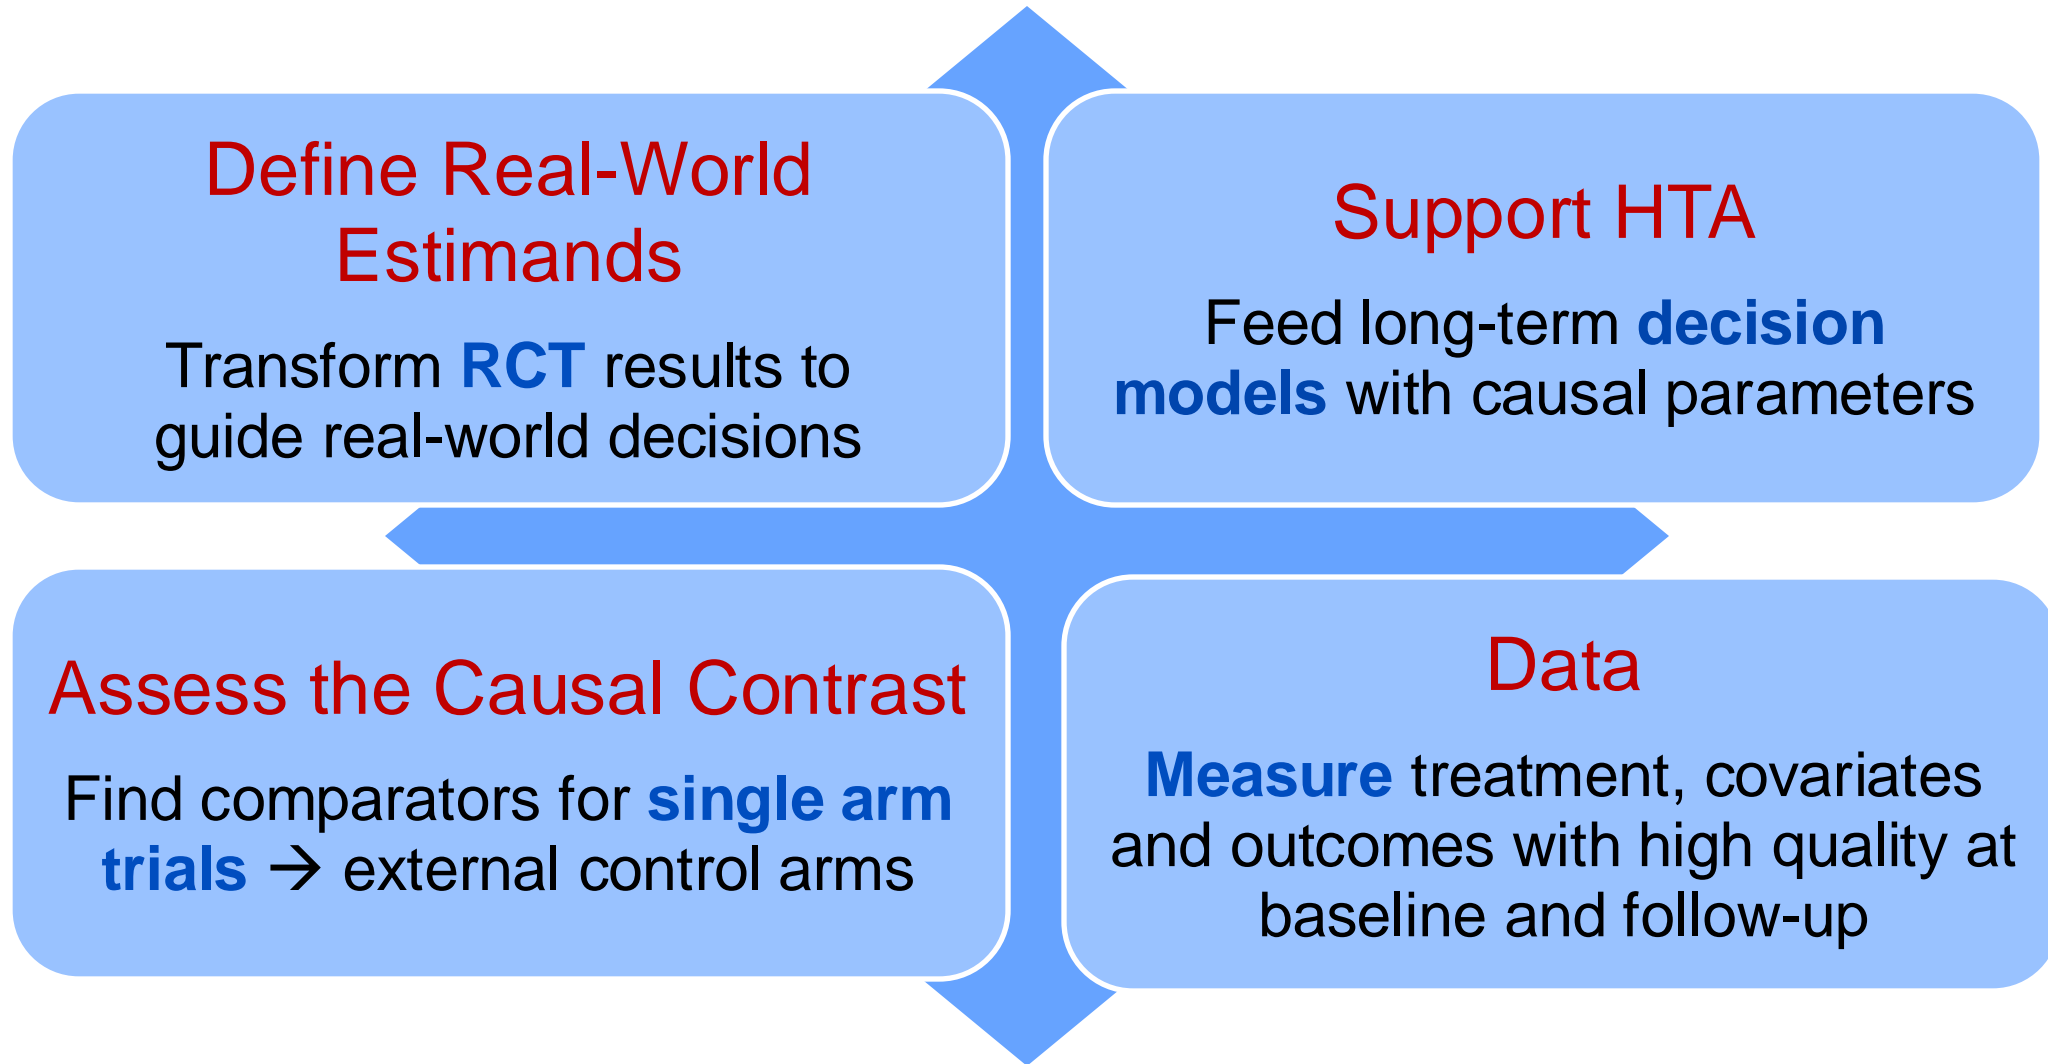 Define Real-World
Estimands
Transform RCT results to
guide real-world decisions
Support HTA
Feed long-term decision
models with causal parameters
Assess the Causal Contrast
Find comparators for single arm
trials → external control arms
Data
Measure treatment, covariates
and outcomes with high quality at
baseline and follow-up